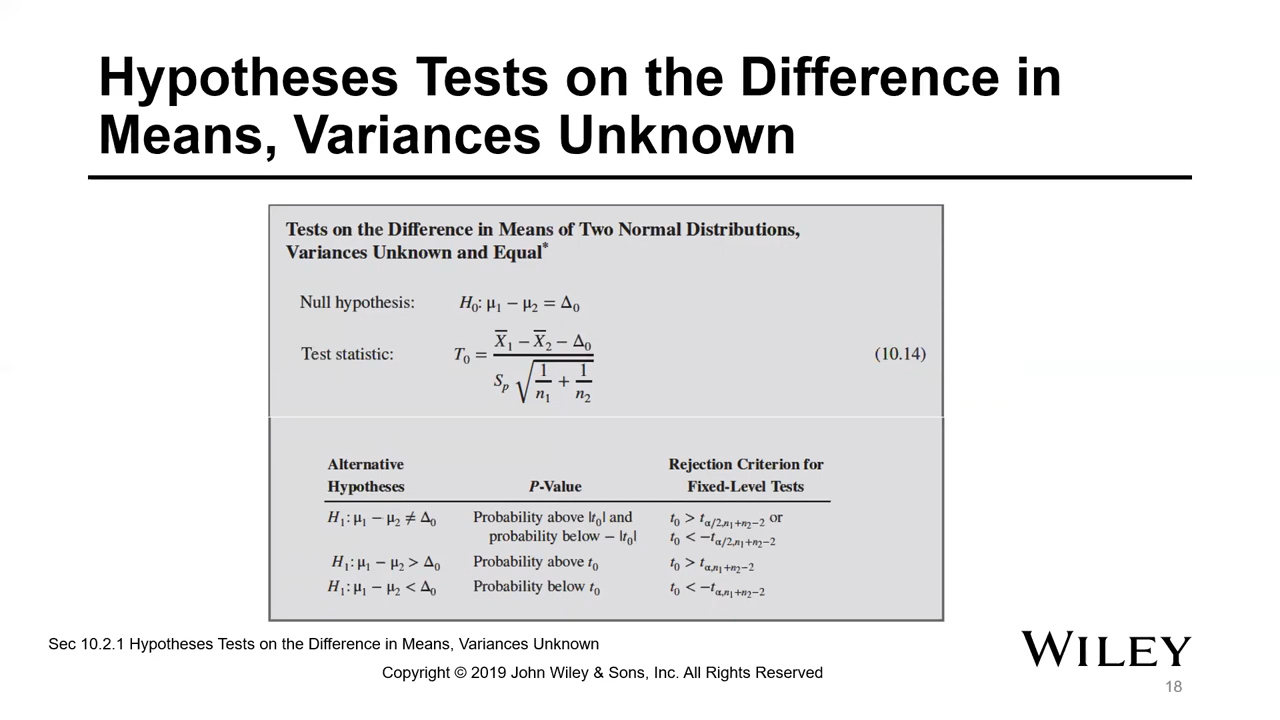 Hypotheses Tests on the Difference in
Means, Variances Unknown
Tests on the Difference in Means of Two Normal Distributions,
Variances Unknown and Equal*
Null hypothesis: H₀: μ₁ − μ₂ = Δ₀
Test statistic: T₀ = (X̅₁ − X̅₂ − Δ₀) / (Sₚ √(1/n₁ + 1/n₂)) (10.14)
Alternative Rejection Criterion for
Hypotheses P-Value Fixed-Level Tests
H₁: μ₁ − μ₂ ≠ Δ₀ Probability above |t₀| and t₀ > t_{α/2,n₁+n₂−2} or
probability below − |t₀| t₀ < −t_{α/2,n₁+n₂−2}
H₁: μ₁ − μ₂ > Δ₀ Probability above t₀ t₀ > t_{α,n₁+n₂−2}
H₁: μ₁ − μ₂ < Δ₀ Probability below t₀ t₀ < −t_{α,n₁+n₂−2}
Sec 10.2.1 Hypotheses Tests on the Difference in Means, Variances Unknown
WILEY
Copyright © 2019 John Wiley & Sons, Inc. All Rights Reserved
18